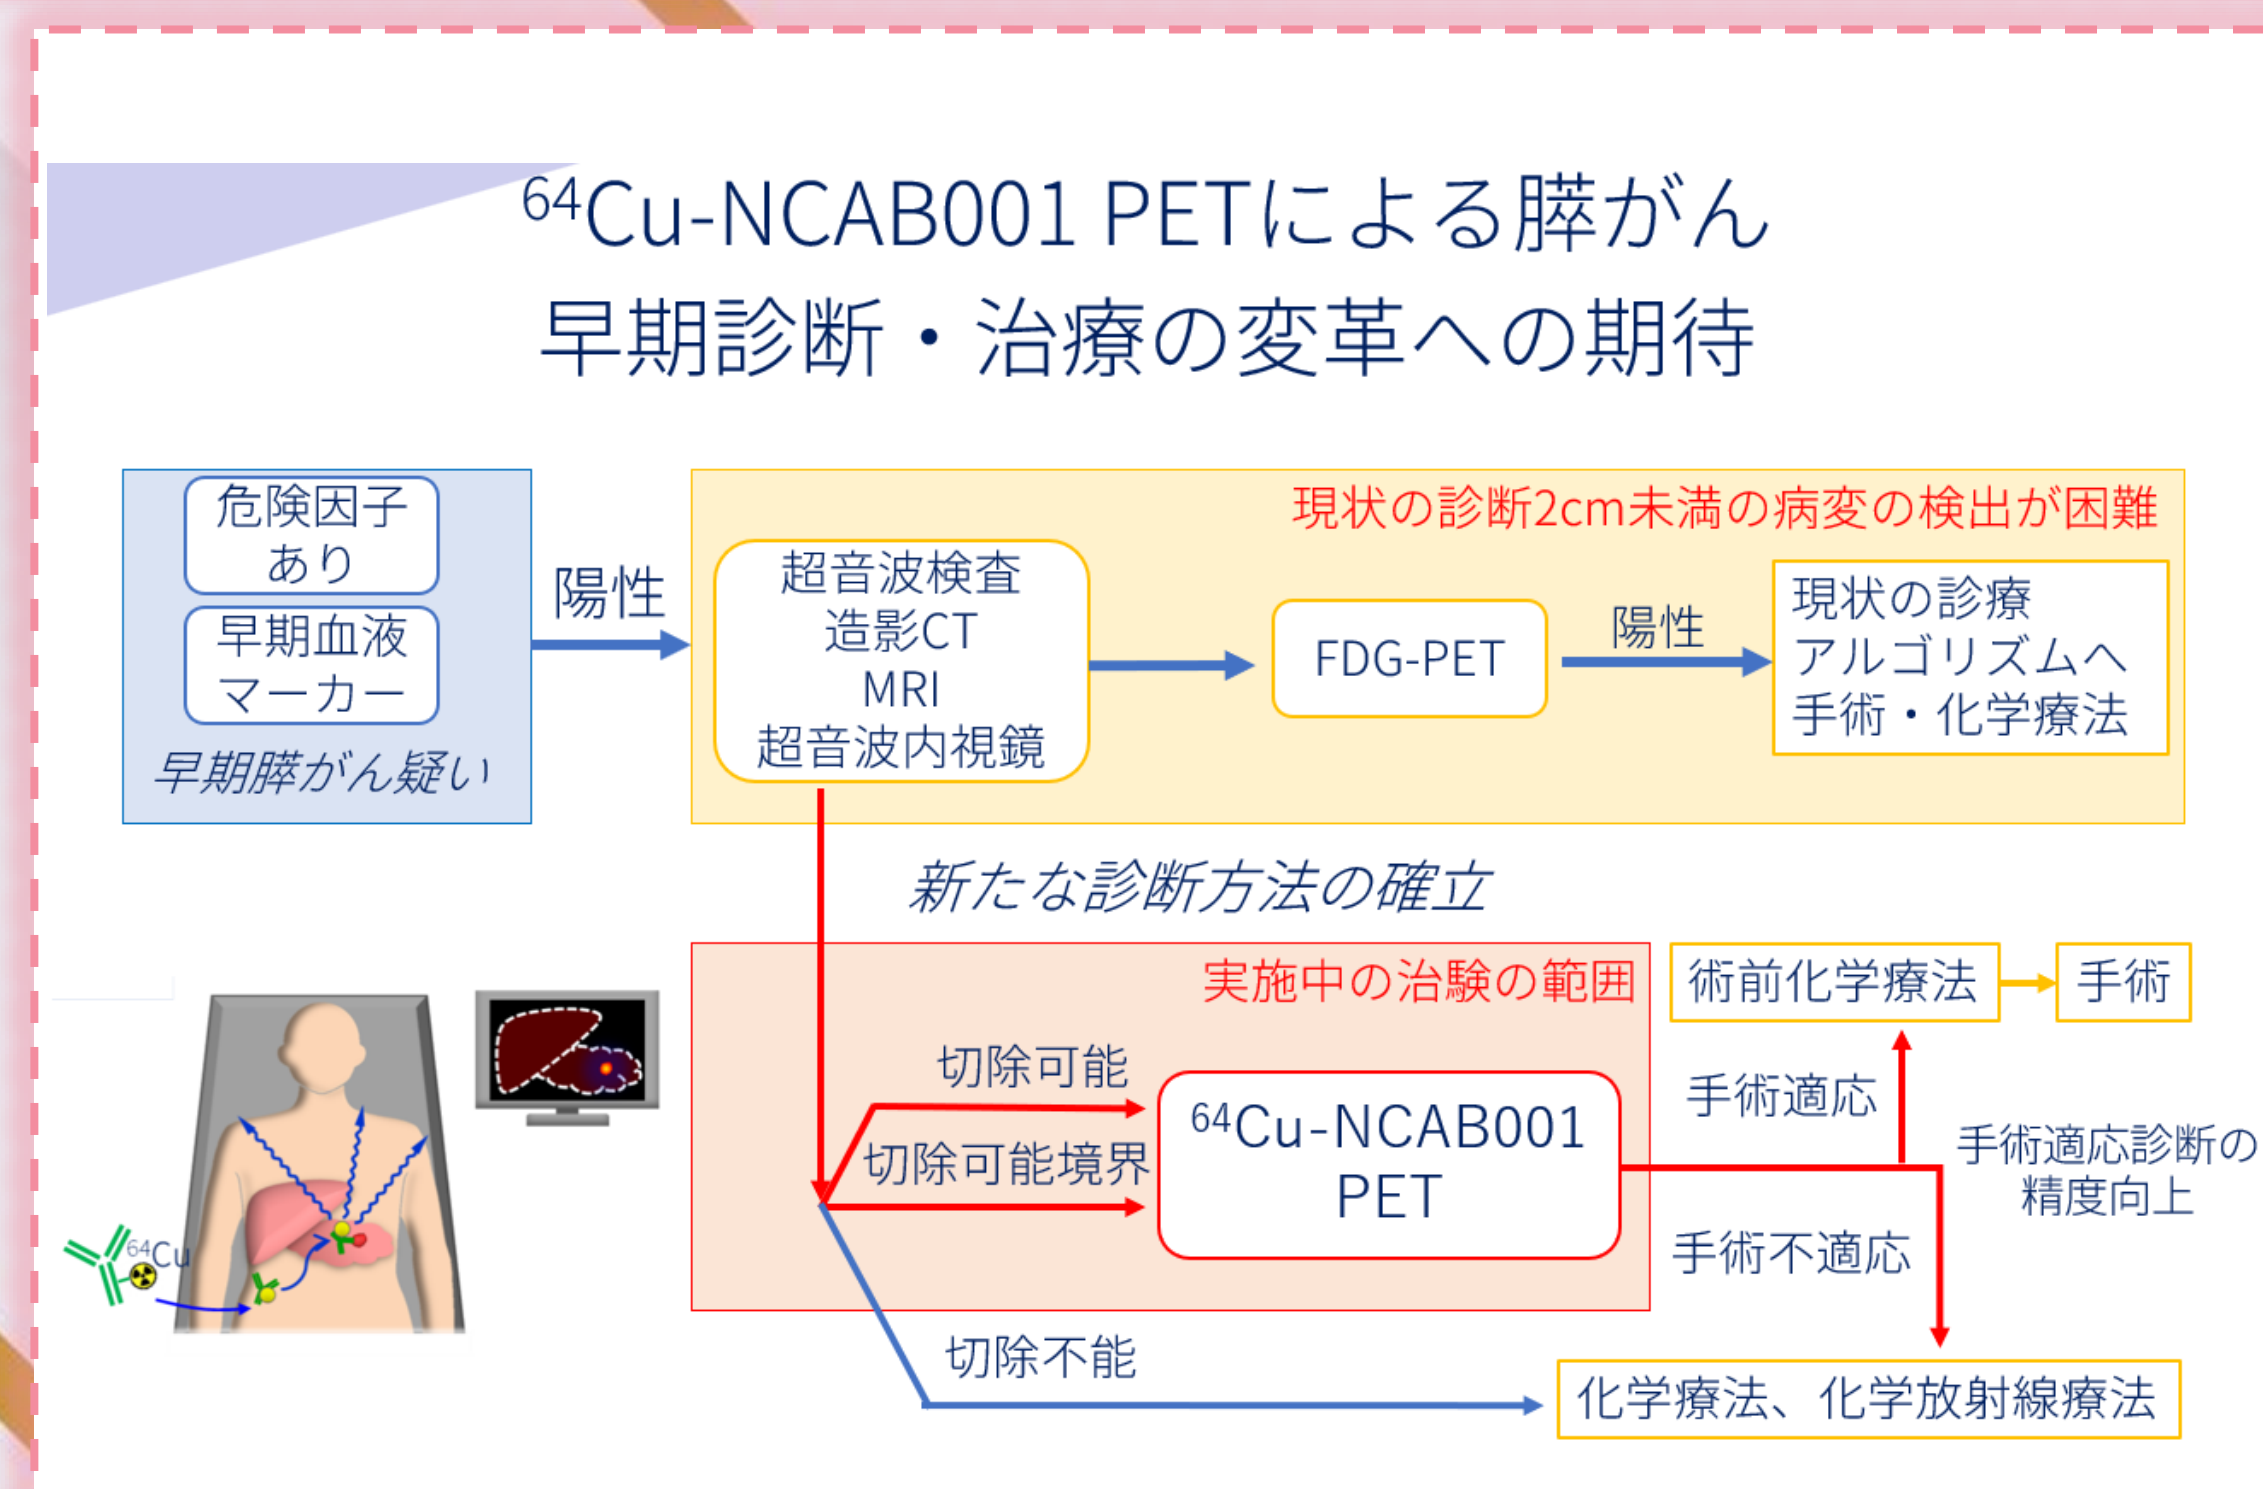 ⁶⁴Cu-NCAB001 PETによる膵がん
早期診断・治療の変革への期待
危険因子
あり
早期血液
マーカー
早期膵がん疑い
陽性
現状の診断2cm未満の病変の検出が困難
超音波検査
造影CT
MRI
超音波内視鏡
FDG-PET
陽性
現状の診療
アルゴリズムへ
手術・化学療法
新たな診断方法の確立
実施中の治験の範囲
切除可能
切除可能境界
⁶⁴Cu-NCAB001
PET
術前化学療法
手術
手術適応
手術適応診断の
精度向上
手術不適応
切除不能
化学療法、化学放射線療法
⁶⁴Cu